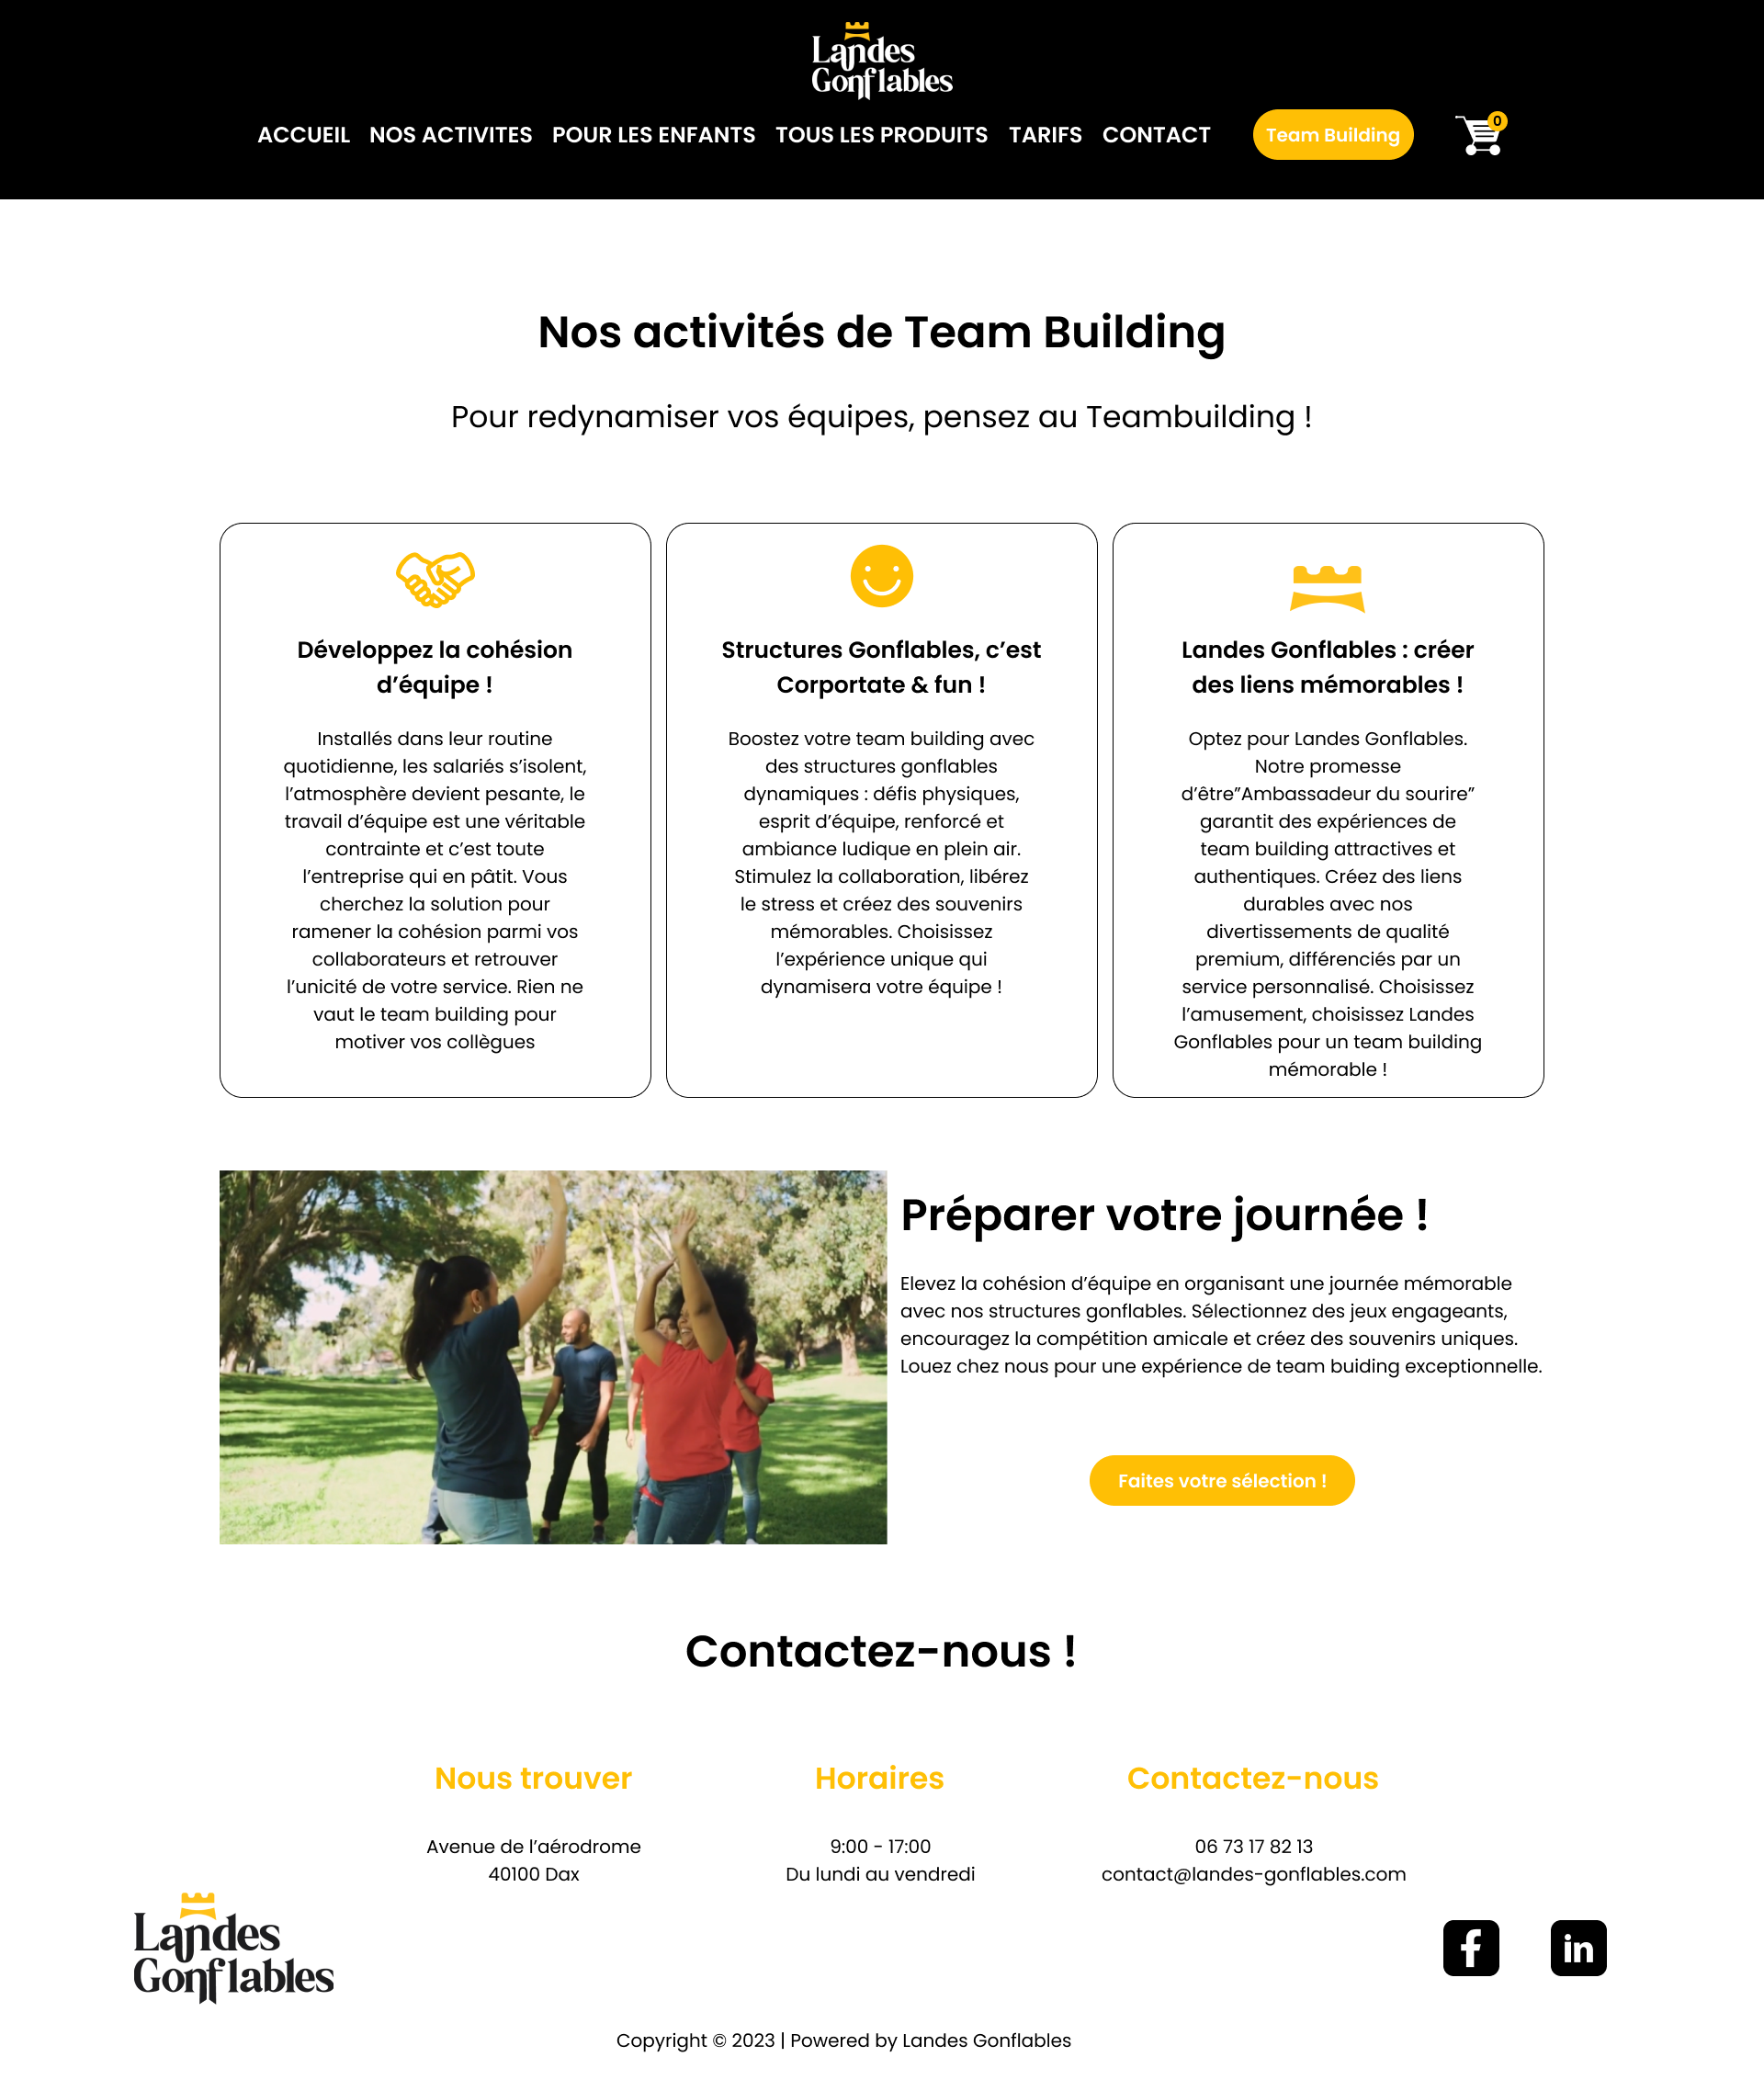 Landes
Gonflables
ACCUEIL NOS ACTIVITES POUR LES ENFANTS TOUS LES PRODUITS TARIFS CONTACT Team Building 0
Nos activités de Team Building
Pour redynamiser vos équipes, pensez au Teambuilding !
Développez la cohésion
d’équipe !
Installés dans leur routine
quotidienne, les salariés s’isolent,
l’atmosphère devient pesante, le
travail d’équipe est une véritable
contrainte et c’est toute
l’entreprise qui en pâtit. Vous
cherchez la solution pour
ramener la cohésion parmi vos
collaborateurs et retrouver
l’unicité de votre service. Rien ne
vaut le team building pour
motiver vos collègues
Structures Gonflables, c’est
Corportate & fun !
Boostez votre team building avec
des structures gonflables
dynamiques : défis physiques,
esprit d’équipe, renforcé et
ambiance ludique en plein air.
Stimulez la collaboration, libérez
le stress et créez des souvenirs
mémorables. Choisissez
l’expérience unique qui
dynamisera votre équipe !
Landes Gonflables : créer
des liens mémorables !
Optez pour Landes Gonflables.
Notre promesse
d’être”Ambassadeur du sourire”
garantit des expériences de
team building attractives et
authentiques. Créez des liens
durables avec nos
divertissements de qualité
premium, différenciés par un
service personnalisé. Choisissez
l’amusement, choisissez Landes
Gonflables pour un team building
mémorable !
Préparer votre journée !
Elevez la cohésion d’équipe en organisant une journée mémorable
avec nos structures gonflables. Sélectionnez des jeux engageants,
encouragez la compétition amicale et créez des souvenirs uniques.
Louez chez nous pour une expérience de team buiding exceptionnelle.
Faites votre sélection !
Contactez-nous !
Nous trouver
Avenue de l’aérodrome
40100 Dax
Horaires
9:00 - 17:00
Du lundi au vendredi
Contactez-nous
06 73 17 82 13
contact@landes-gonflables.com
Landes
Gonflables
f in
Copyright © 2023 | Powered by Landes Gonflables